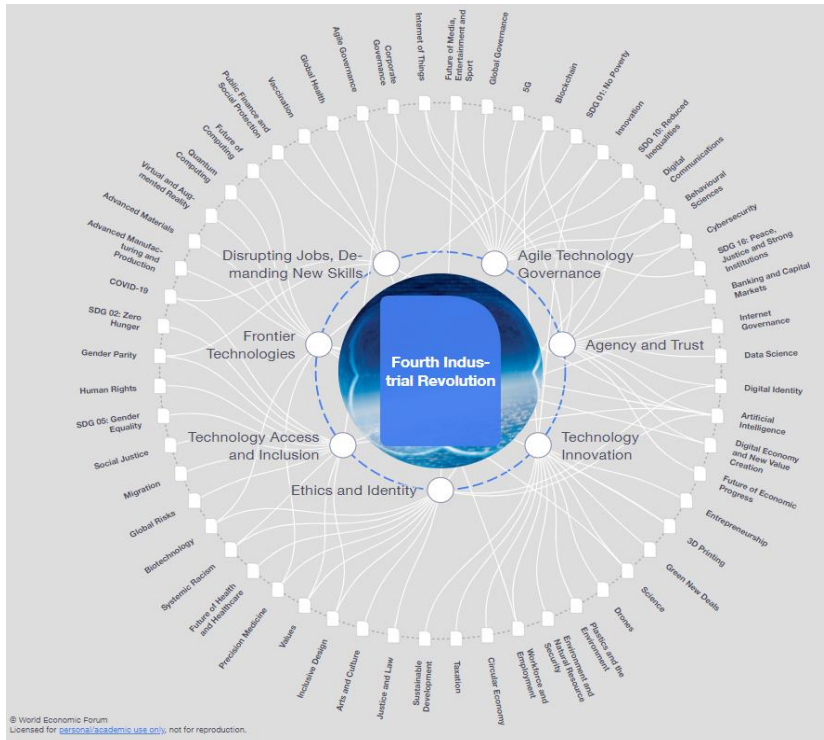 Fourth Indus-
trial Revolution
Disrupting Jobs, De-
manding New Skills
Agile Technology
Governance
Frontier
Technologies
Agency and Trust
Technology Access
and Inclusion
Technology
Innovation
Ethics and Identity
Internet of Things
Future of Media,
Entertainment and
Sport
Global Governance
5G
Blockchain
SDG 01: No Poverty
Innovation
SDG 10: Reduced
Inequalities
Digital
Communications
Behavioural
Sciences
Cybersecurity
SDG 16: Peace,
Justice and Strong
Institutions
Banking and Capital
Markets
Internet
Governance
Data Science
Digital Identity
Artificial
Intelligence
Digital Economy
and New Value
Creation
Future of Economic
Progress
Entrepreneurship
3D Printing
Green New Deals
Science
Drones
Plastics and the
Environment
Environment and
Natural Resource
Security
Workforce and
Employment
Circular Economy
Taxation
Sustainable
Development
Justice and Law
Arts and Culture
Inclusive Design
Values
Precision Medicine
Future of Health
and Healthcare
Systemic Racism
Biotechnology
Global Risks
Migration
Social Justice
SDG 05: Gender
Equality
Human Rights
Gender Parity
SDG 02: Zero
Hunger
COVID-19
Advanced Manufac-
turing and
Production
Advanced Materials
Virtual and Aug-
mented Reality
Quantum
Computing
Future of
Computing
Public Finance and
Social Protection
Vaccination
Global Health
Agile Governance
Corporate
Governance
© World Economic Forum
Licensed for personal/academic use only, not for reproduction.